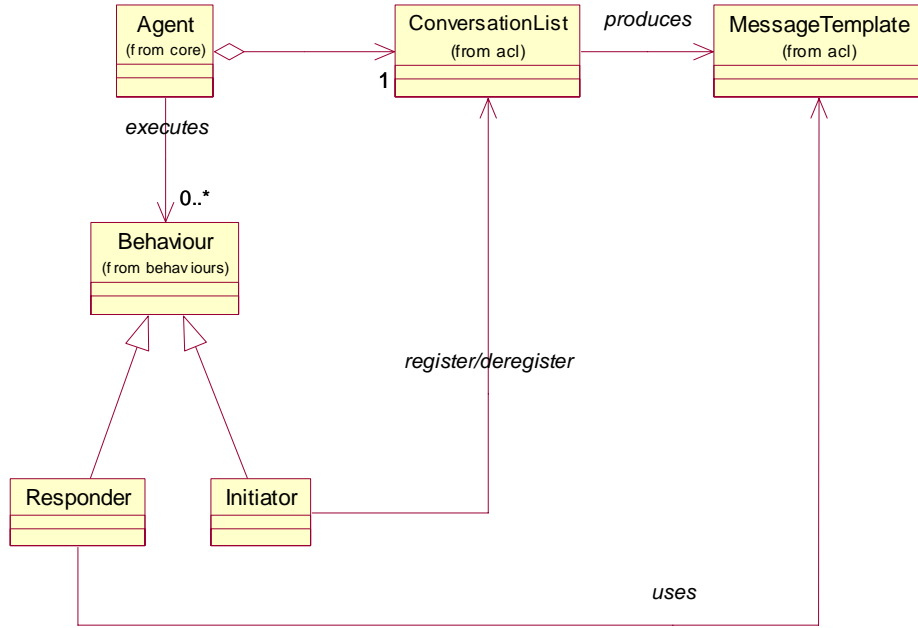 Agent
(from core)
ConversationList
(from acl)
produces
MessageTemplate
(from acl)
1
executes
0..*
Behaviour
(from behaviours)
register/deregister
Responder
Initiator
uses